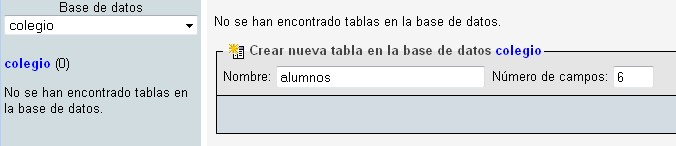 Base de datos
colegio
colegio (0)
No se han encontrado tablas en
la base de datos.
No se han encontrado tablas en la base de datos.
Crear nueva tabla en la base de datos colegio
Nombre: alumnos Número de campos: 6